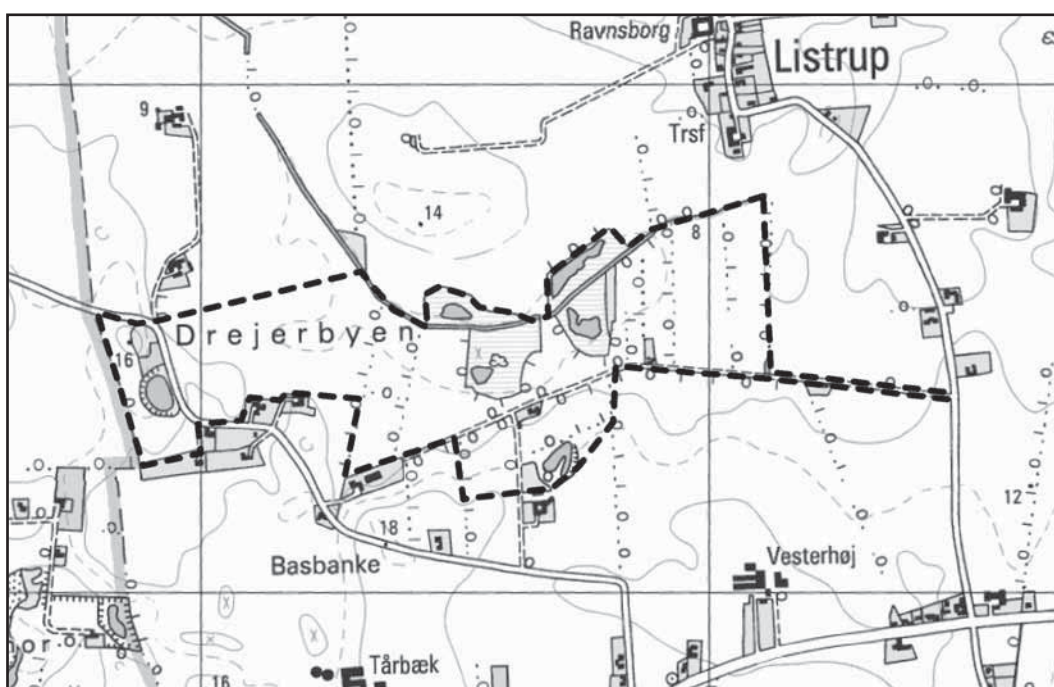 Ravnsborg
Listrup
9
Trsf
14
8
Drejerbyen
16
12
18
Basbanke
Vesterhøj
Tårbæk
16